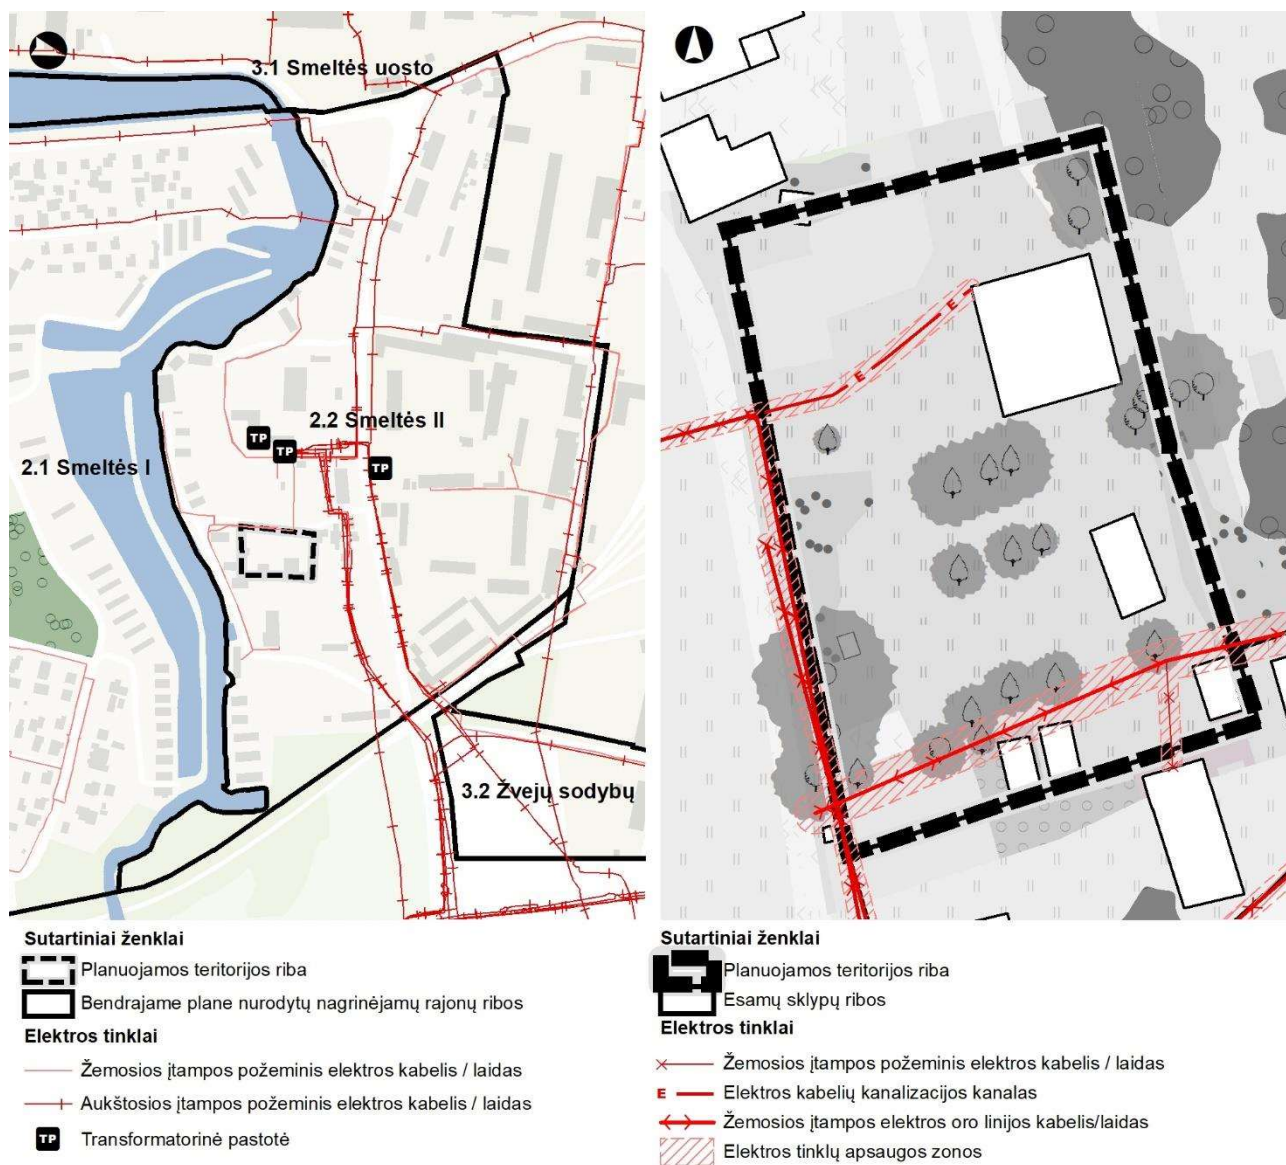 3.1 Smeltės uosto
2.2 Smeltės II
TP
TP
TP
2.1 Smeltės I
3.2 Žvejų sodybų
E
E
Sutartiniai ženklai
Planuojamos teritorijos riba
Bendrajame plane nurodytų nagrinėjamų rajonų ribos
Elektros tinklai
Žemosios įtampos požeminis elektros kabelis / laidas
Aukštosios įtampos požeminis elektros kabelis / laidas
TP Transformatorinė pastotė
Sutartiniai ženklai
Planuojamos teritorijos riba
Esamų sklypų ribos
Elektros tinklai
Žemosios įtampos požeminis elektros kabelis / laidas
E Elektros kabelių kanalizacijos kanalas
Žemosios įtampos elektros oro linijos kabelis/laidas
Elektros tinklų apsaugos zonos